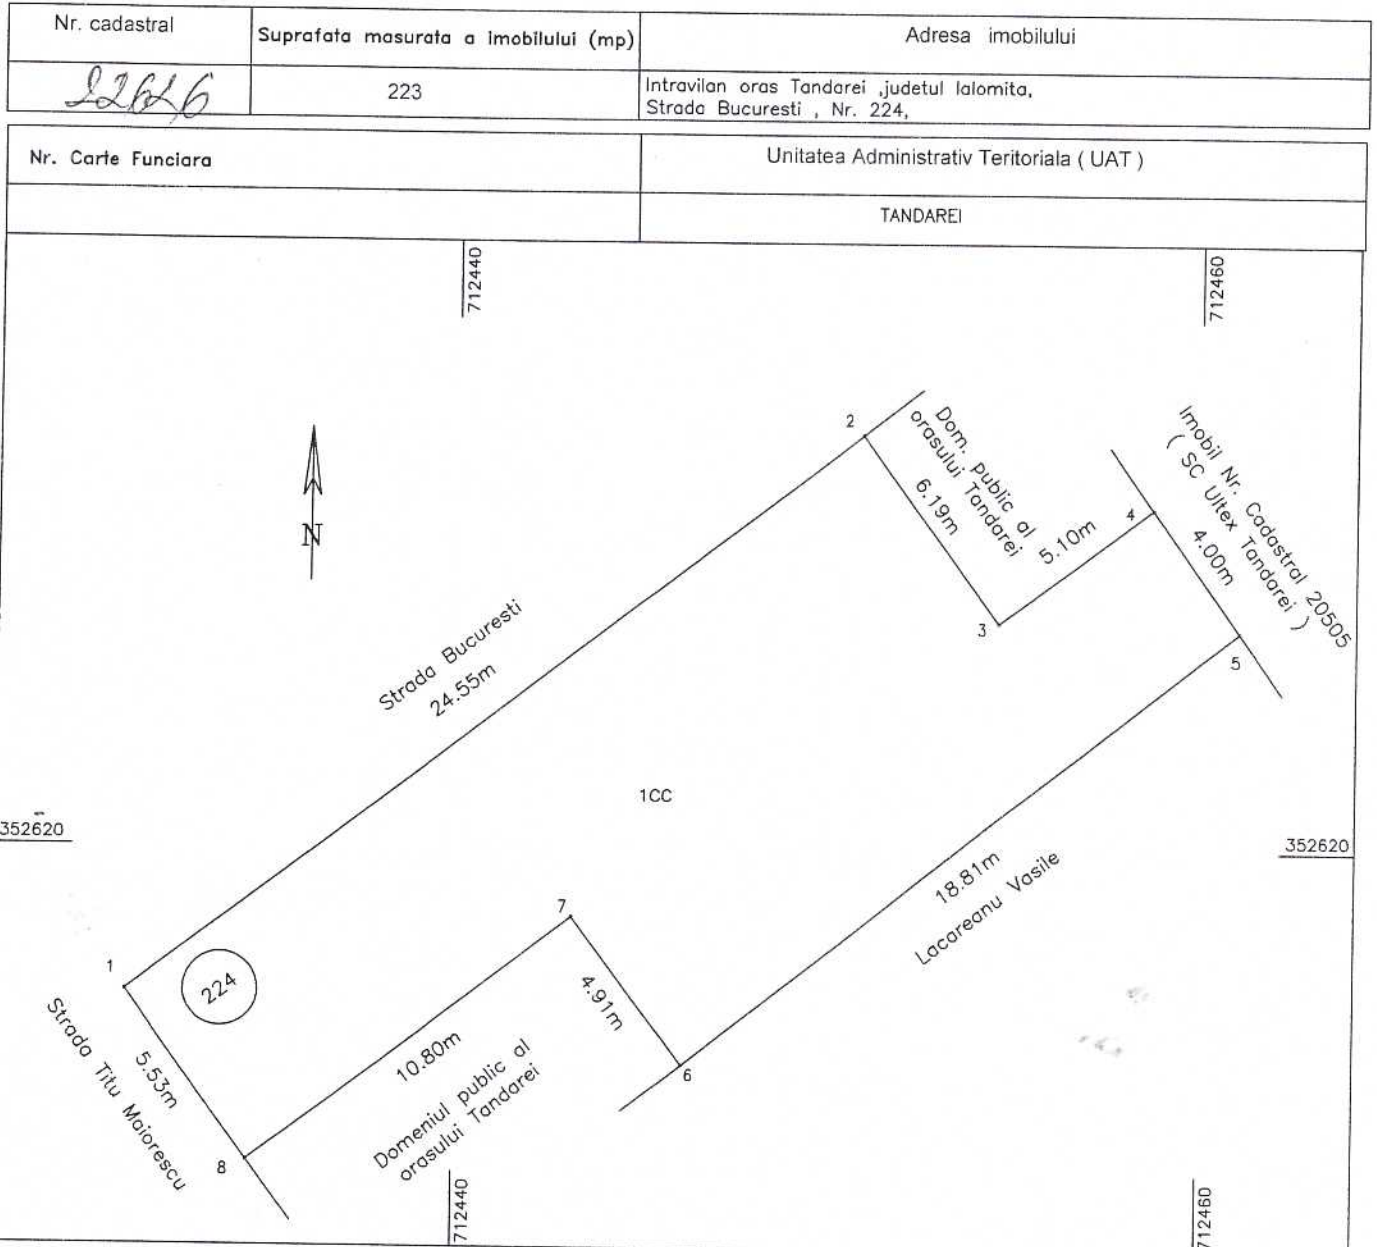 Nr. cadastral
Suprafata masurata a imobilului (mp)
Adresa imobilului
22626
223
Intravilan oras Tandarei ,judetul Ialomita,
Strada Bucuresti , Nr. 224,
Nr. Carte Funciara
Unitatea Administrativ Teritoriala ( UAT )
TANDAREI
712440
712460
2
Dom. public al
orasului Tandarei
6.19m
5.10m
4
Imobil Nr. Cadastral 20505
( SC Ultex Tandarei )
4.00m
N
3
5
Strada Bucuresti
24.55m
1CC
352620
352620
18.81m
Lacareanu Vasile
7
1
224
4.91m
Strada Titu Maiorescu
5.53m
10.80m
Domeniul public al
orasului Tandarei
6
8
712440
712460